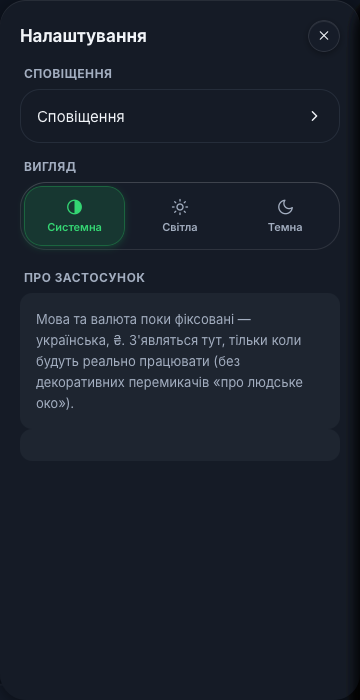 Налаштування
СПОВІЩЕННЯ
Сповіщення
ВИГЛЯД
Системна
Світла
Темна
ПРО ЗАСТОСУНОК
Мова та валюта поки фіксовані —
українська, ₴. З'являться тут, тільки коли
будуть реально працювати (без
декоративних перемикачів «про людське
око»).